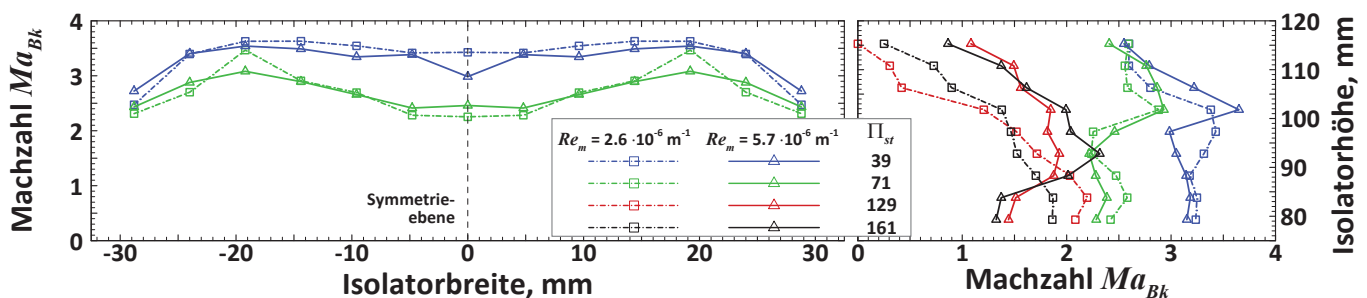 Machzahl Ma_Bk
4
3
2
1
0
-30 -20 -10 0 10 20 30
Isolatorbreite, mm
Symmetrie-
ebene
Re_m = 2.6 ·10⁻⁶ m⁻¹ Re_m = 5.7 ·10⁻⁶ m⁻¹ Π_st
39
71
129
161
0 1 2 3 4
Machzahl Ma_Bk
120
110
100
90
80
Isolatorhöhe, mm